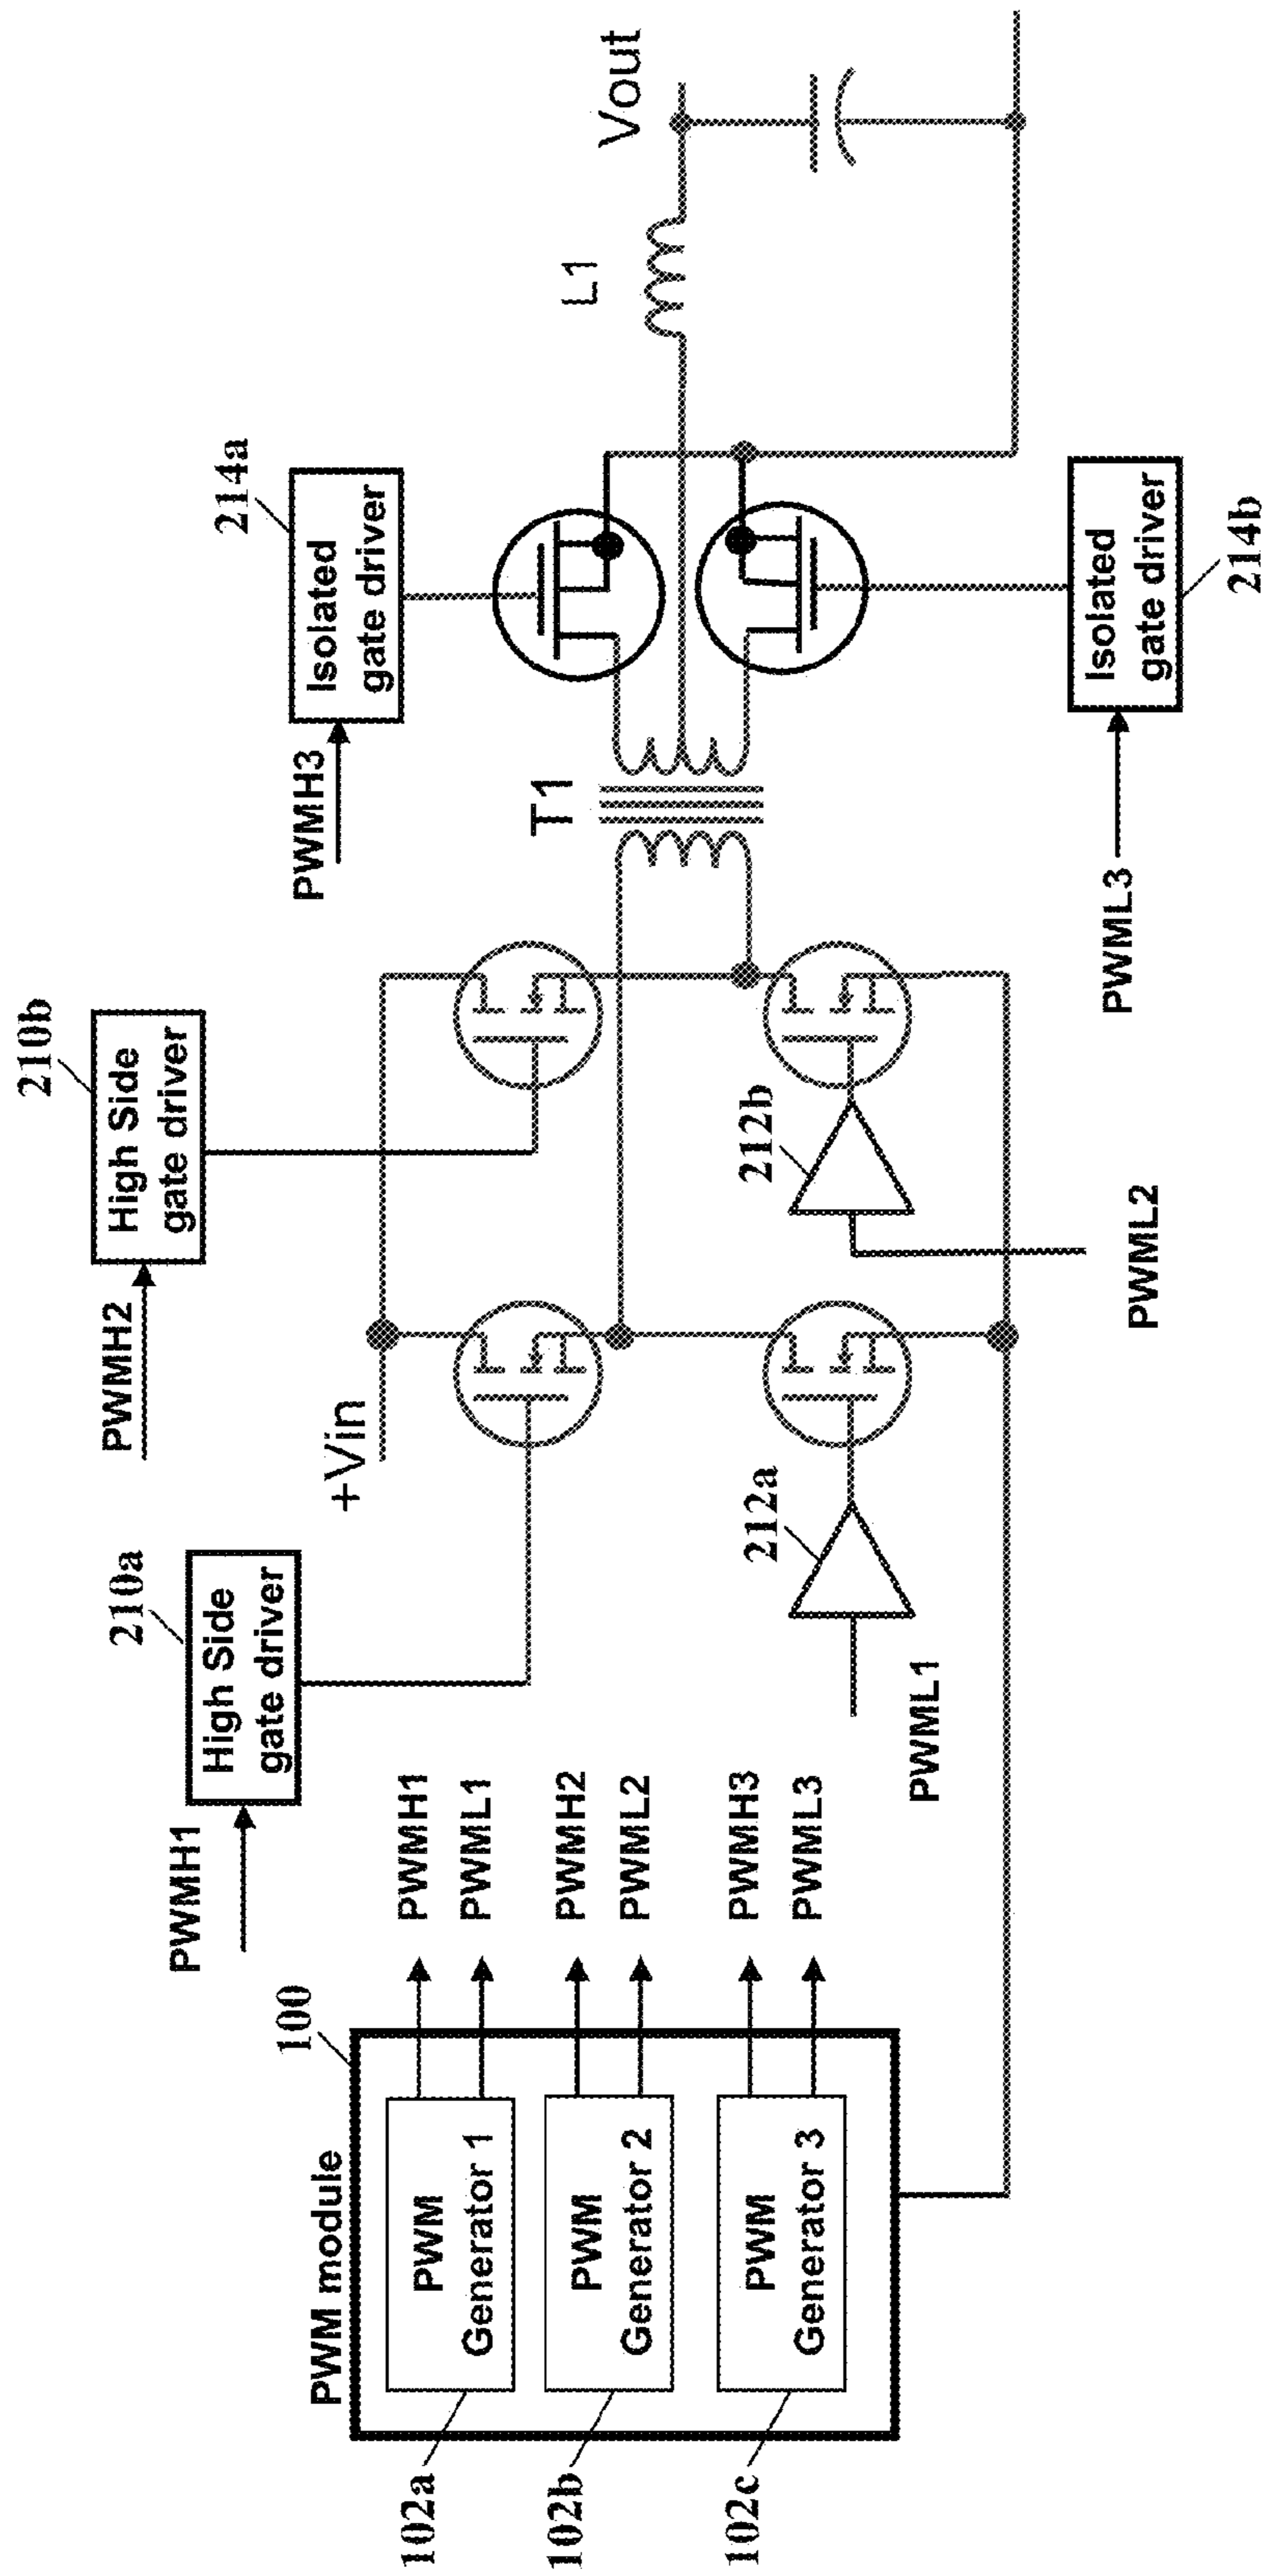 PWM module
100
102a
PWM
Generator 1
102b
PWM
Generator 2
102c
PWM
Generator 3
PWMH1
PWML1
PWMH2
PWML2
PWMH3
PWML3
PWMH1
210a
High Side
gate driver
PWMH2
210b
High Side
gate driver
+Vin
212a
PWML1
212b
PWML2
T1
PWMH3
214a
Isolated
gate driver
PWML3
Isolated
gate driver
214b
L1
Vout